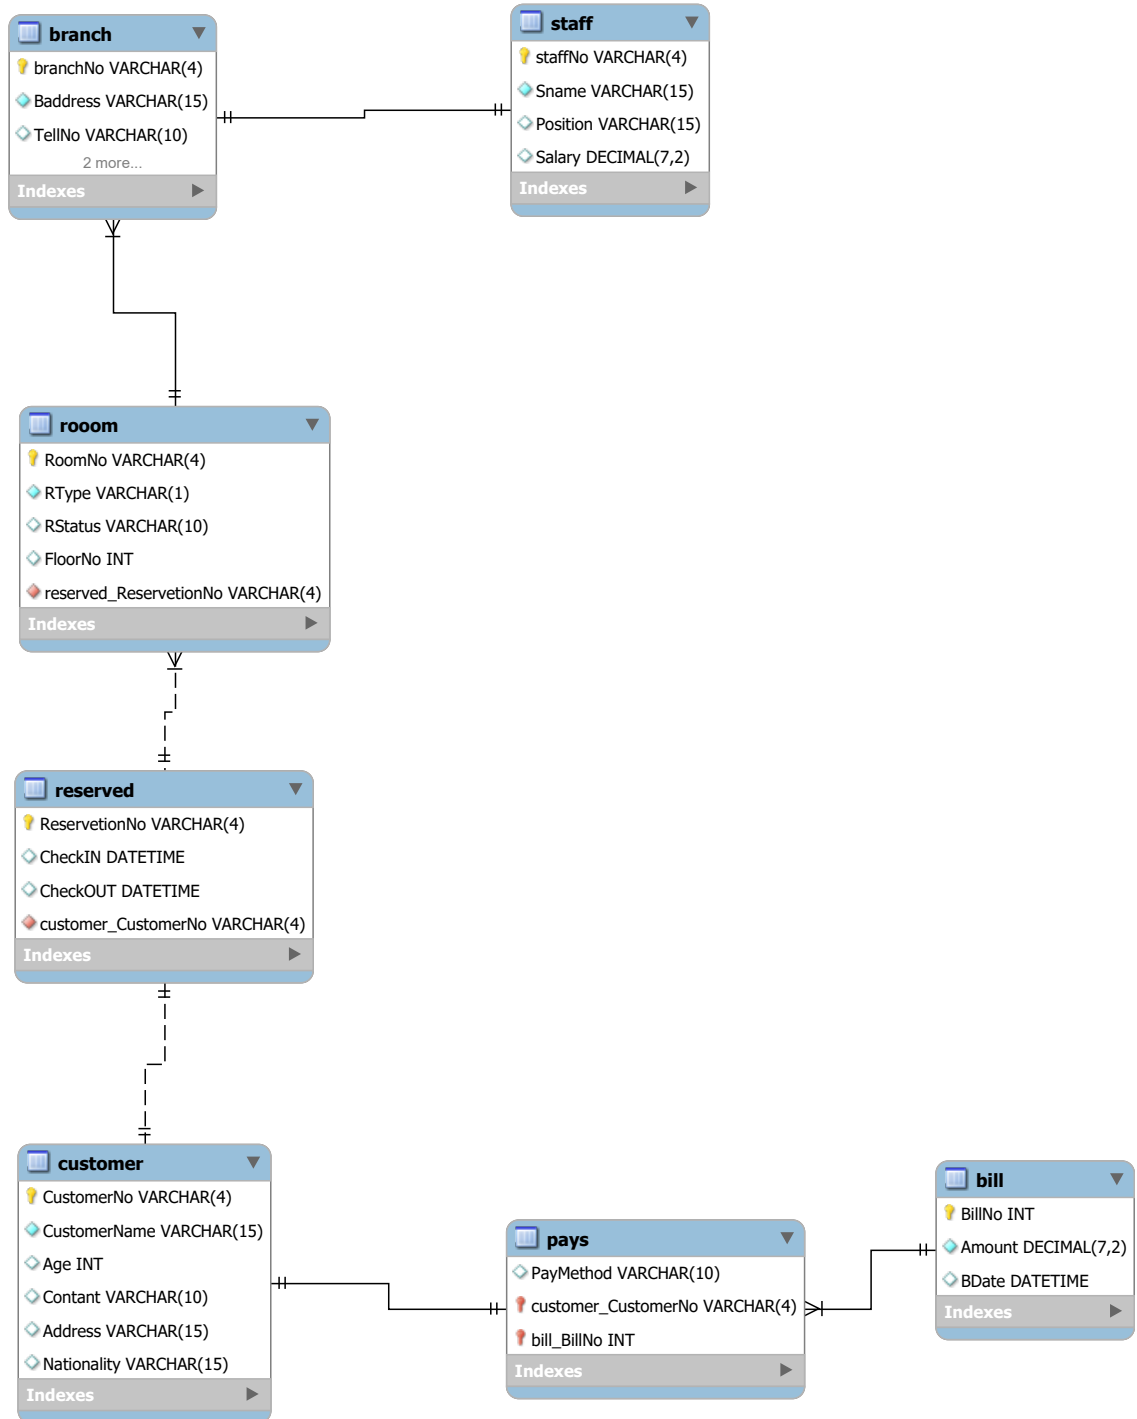 branch
branchNo VARCHAR(4)
Baddress VARCHAR(15)
TellNo VARCHAR(10)
2 more...
Indexes
staff
staffNo VARCHAR(4)
Sname VARCHAR(15)
Position VARCHAR(15)
Salary DECIMAL(7,2)
Indexes
rooom
RoomNo VARCHAR(4)
RType VARCHAR(1)
RStatus VARCHAR(10)
FloorNo INT
reserved_ReservetionNo VARCHAR(4)
Indexes
reserved
ReservetionNo VARCHAR(4)
CheckIN DATETIME
CheckOUT DATETIME
customer_CustomerNo VARCHAR(4)
Indexes
customer
CustomerNo VARCHAR(4)
CustomerName VARCHAR(15)
Age INT
Contant VARCHAR(10)
Address VARCHAR(15)
Nationality VARCHAR(15)
Indexes
pays
PayMethod VARCHAR(10)
customer_CustomerNo VARCHAR(4)
bill_BillNo INT
Indexes
bill
BillNo INT
Amount DECIMAL(7,2)
BDate DATETIME
Indexes